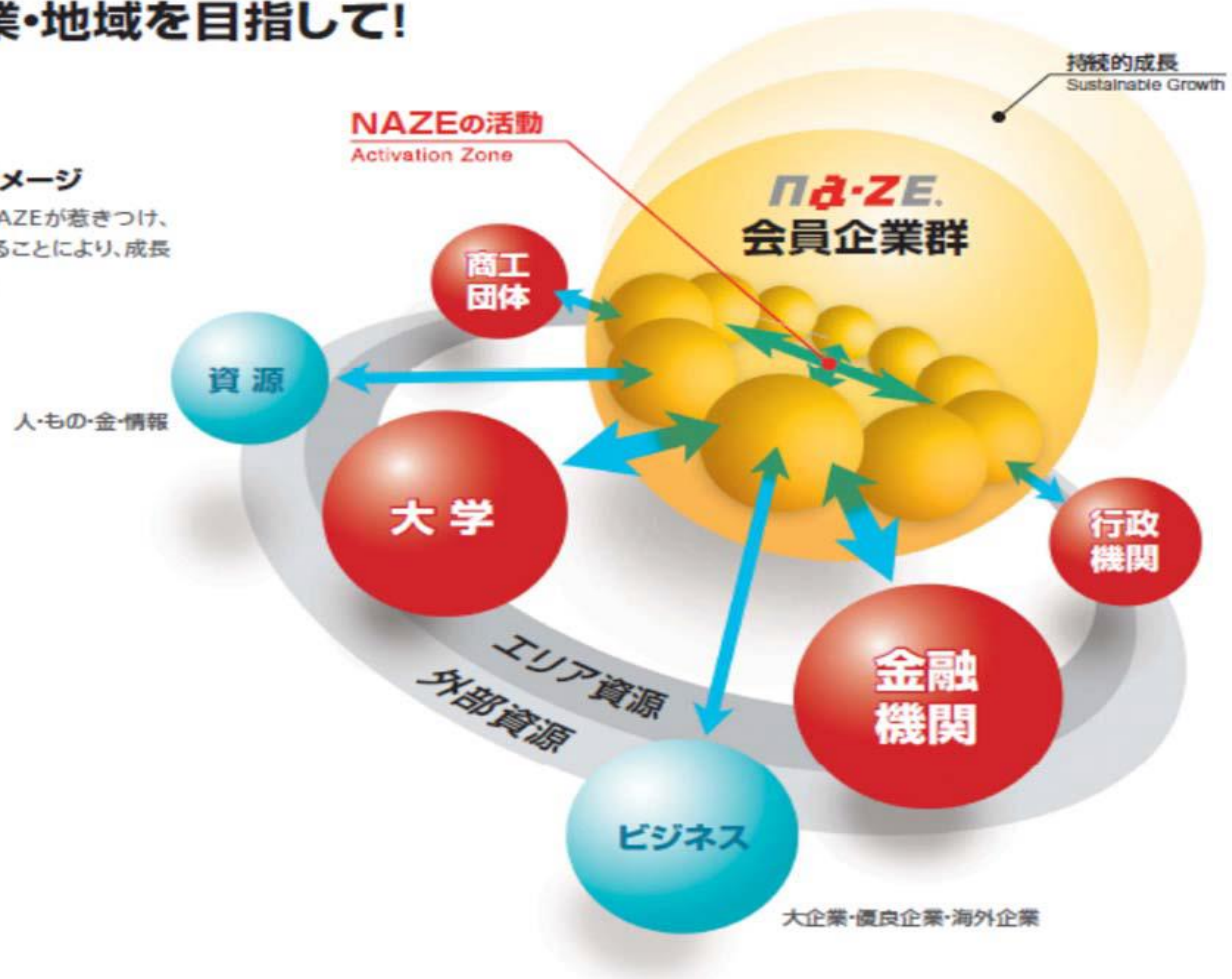 業・地域を目指して!
持続的成長
Sustainable Growth
NAZEの活動
Activation Zone
メージ
AZEが惹きつけ、
ることにより、成長
na・ZE.
会員企業群
商工
団体
資源
人・もの・金・情報
大学
行政
機関
エリア資源
外部資源
金融
機関
ビジネス
大企業・優良企業・海外企業